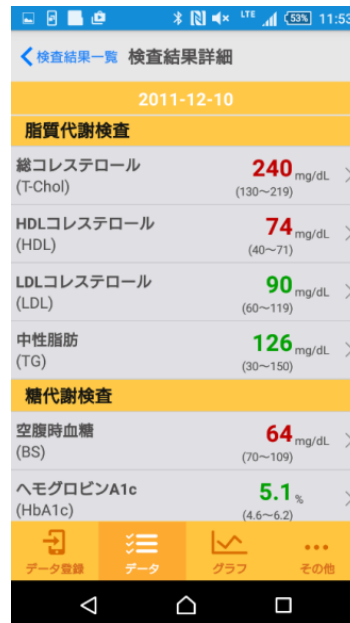 LTE 53% 11:53
検査結果一覧 検査結果詳細
2011-12-10
脂質代謝検査
総コレステロール 240 mg/dL
(T-Chol) (130〜219)
HDLコレステロール 74 mg/dL
(HDL) (40〜71)
LDLコレステロール 90 mg/dL
(LDL) (60〜119)
中性脂肪 126 mg/dL
(TG) (30〜150)
糖代謝検査
空腹時血糖 64 mg/dL
(BS) (70〜109)
ヘモグロビンA1c 5.1 %
(HbA1c) (4.6〜6.2)
データ登録 データ グラフ その他